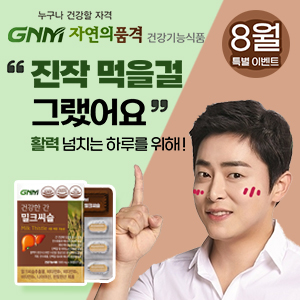 누구나 건강할 자격
GNM 자연의품격 건강기능식품
8월
특별 이벤트
“ 진작 먹을걸
그랬어요 ”
활력 넘치는 하루를 위해!
GNM
건강한 간
밀크씨슬
Milk Thistle